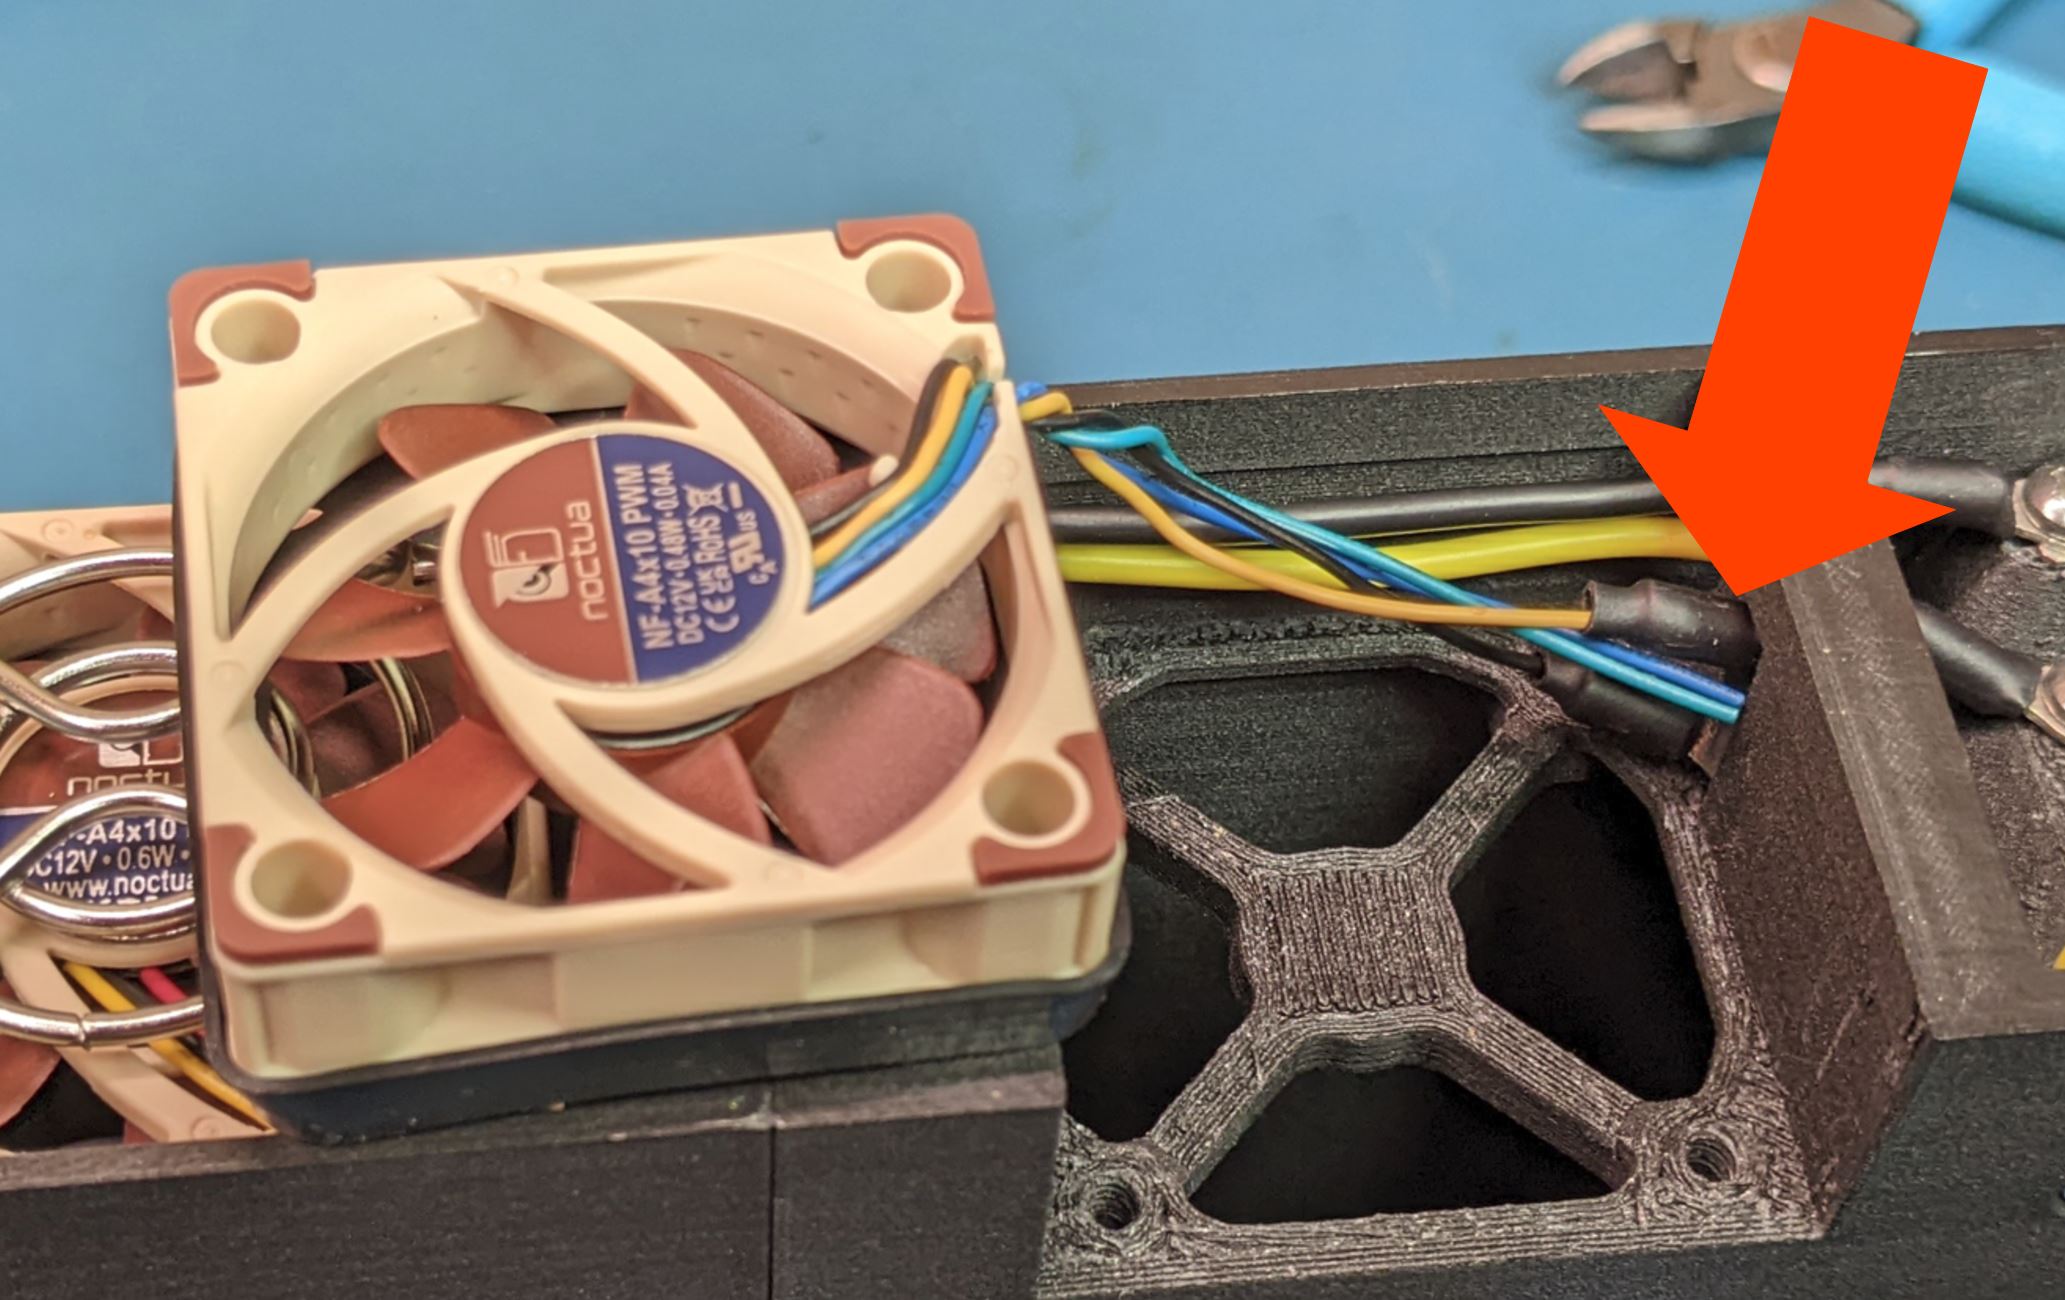 noctua
NF-A4x10 PWM
DC12V•0.48W•0.04A
CE UK CA RoHS
c UL us
noctua
-A4x10
C12V • 0.6W •
www.noctua